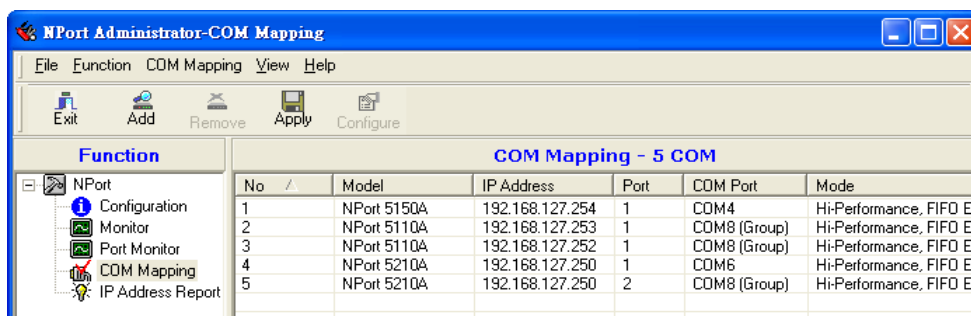 NPort Administrator-COM Mapping
File Function COM Mapping View Help
Exit Add Remove Apply Configure
Function
COM Mapping - 5 COM
NPort
Configuration
Monitor
Port Monitor
COM Mapping
IP Address Report
No Model IP Address Port COM Port Mode
1 NPort 5150A 192.168.127.254 1 COM4 Hi-Performance, FIFO E
2 NPort 5110A 192.168.127.253 1 COM8 (Group) Hi-Performance, FIFO E
3 NPort 5110A 192.168.127.252 1 COM8 (Group) Hi-Performance, FIFO E
4 NPort 5210A 192.168.127.250 1 COM6 Hi-Performance, FIFO E
5 NPort 5210A 192.168.127.250 2 COM8 (Group) Hi-Performance, FIFO E